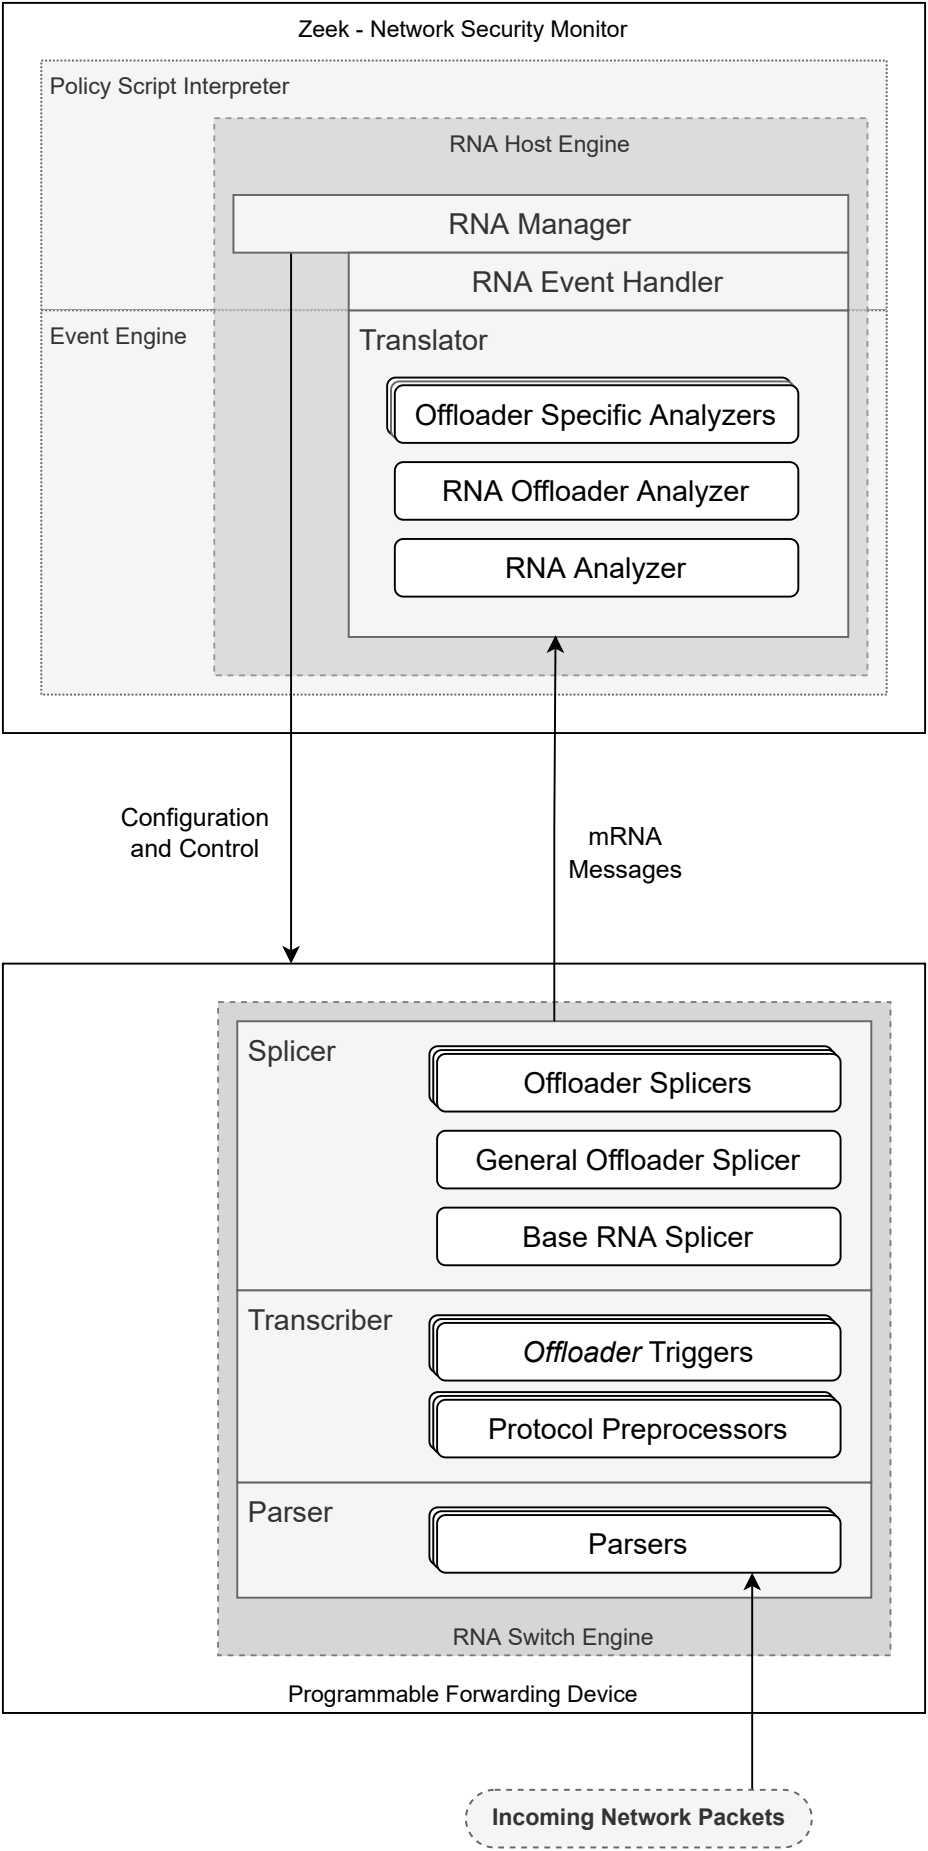 Zeek - Network Security Monitor
Policy Script Interpreter
RNA Host Engine
RNA Manager
RNA Event Handler
Event Engine
Translator
Offloader Specific Analyzers
RNA Offloader Analyzer
RNA Analyzer
Configuration
and Control
mRNA
Messages
Splicer
Offloader Splicers
General Offloader Splicer
Base RNA Splicer
Transcriber
Offloader Triggers
Protocol Preprocessors
Parser
Parsers
RNA Switch Engine
Programmable Forwarding Device
Incoming Network Packets